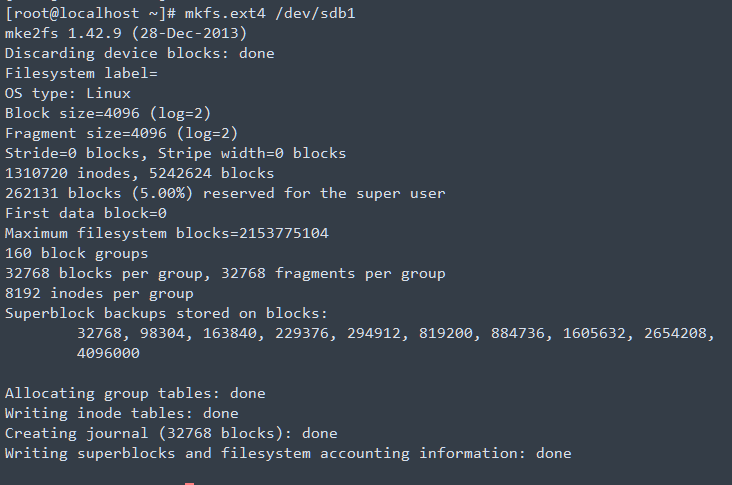 [root@localhost ~]# mkfs.ext4 /dev/sdb1
mke2fs 1.42.9 (28-Dec-2013)
Discarding device blocks: done
Filesystem label=
OS type: Linux
Block size=4096 (log=2)
Fragment size=4096 (log=2)
Stride=0 blocks, Stripe width=0 blocks
1310720 inodes, 5242624 blocks
262131 blocks (5.00%) reserved for the super user
First data block=0
Maximum filesystem blocks=2153775104
160 block groups
32768 blocks per group, 32768 fragments per group
8192 inodes per group
Superblock backups stored on blocks:
        32768, 98304, 163840, 229376, 294912, 819200, 884736, 1605632, 2654208,
        4096000

Allocating group tables: done
Writing inode tables: done
Creating journal (32768 blocks): done
Writing superblocks and filesystem accounting information: done